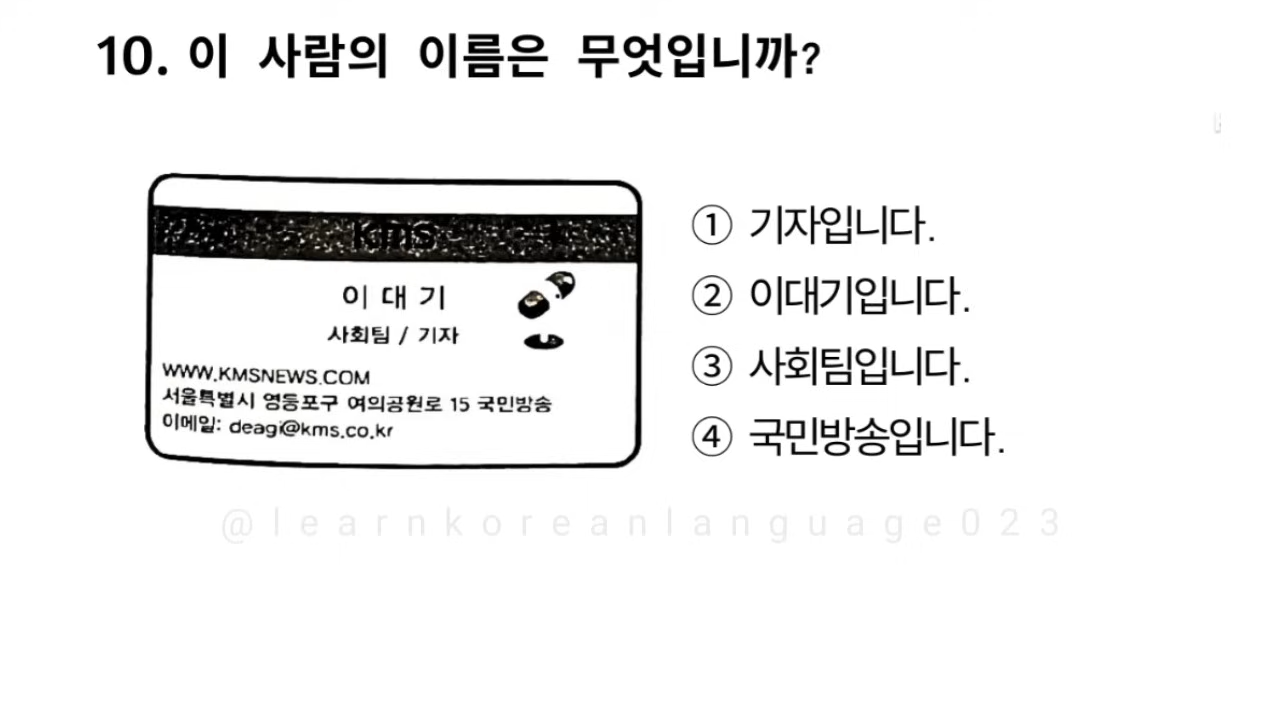 10. 이 사람의 이름은 무엇입니까?
kms
이 대 기
사회팀 / 기자
WWW.KMSNEWS.COM
서울특별시 영등포구 여의공원로 15 국민방송
이메일: deagi@kms.co.kr
① 기자입니다.
② 이대기입니다.
③ 사회팀입니다.
④ 국민방송입니다.
@learnkoreanlanguage023